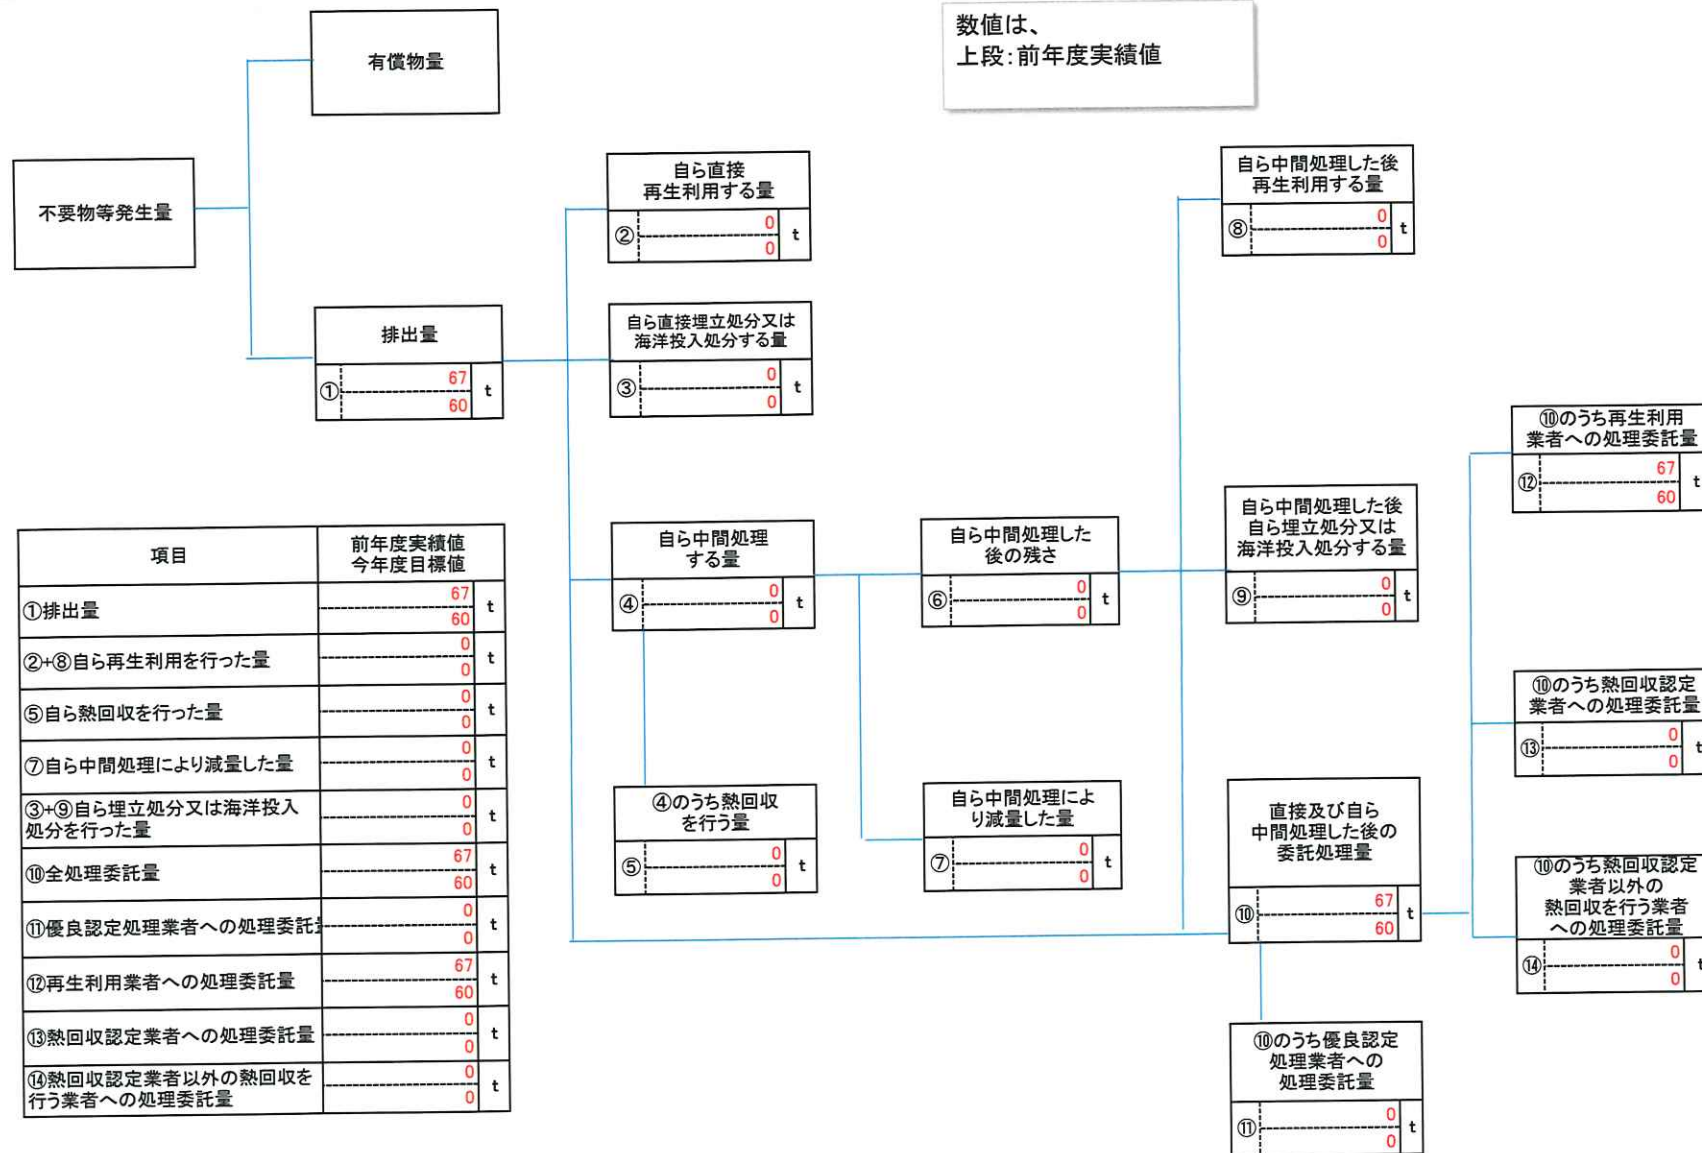 数値は、
上段:前年度実績値
有償物量
不要物等発生量
排出量
①
67
60
t
自ら直接
再生利用する量
②
0
0
t
自ら直接埋立処分又は
海洋投入処分する量
③
0
0
t
自ら中間処理
する量
④
0
0
t
④のうち熱回収
を行う量
⑤
0
0
t
自ら中間処理した
後の残さ
⑥
0
0
t
自ら中間処理によ
り減量した量
⑦
0
0
t
自ら中間処理した後
再生利用する量
⑧
0
0
t
自ら中間処理した後
自ら埋立処分又は
海洋投入処分する量
⑨
0
0
t
直接及び自ら
中間処理した後の
委託処理量
⑩
67
60
t
⑩のうち優良認定
処理業者への
処理委託量
⑪
0
0
t
⑩のうち再生利用
業者への処理委託量
⑫
67
60
t
⑩のうち熱回収認定
業者への処理委託量
⑬
0
0
t
⑩のうち熱回収認定
業者以外の
熱回収を行う業者
への処理委託量
⑭
0
0
t
項目
前年度実績値
今年度目標値
①排出量
67
60
t
②+⑧自ら再生利用を行った量
0
0
t
⑤自ら熱回収を行った量
0
0
t
⑦自ら中間処理により減量した量
0
0
t
③+⑨自ら埋立処分又は海洋投入
処分を行った量
0
0
t
⑩全処理委託量
67
60
t
⑪優良認定処理業者への処理委託
0
0
t
⑫再生利用業者への処理委託量
67
60
t
⑬熱回収認定業者への処理委託量
0
0
t
⑭熱回収認定業者以外の熱回収を
行う業者への処理委託量
0
0
t